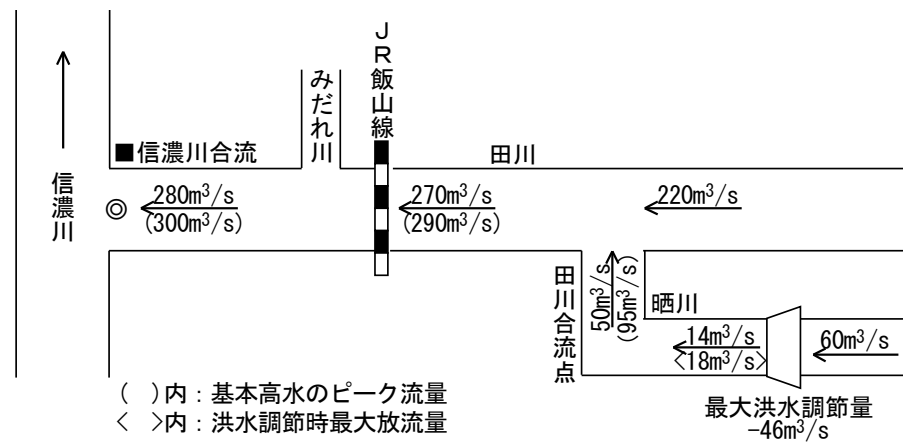 JR飯山線
みだれ川
■信濃川合流
田川
信濃川
◎
280m³/s
(300m³/s)
270m³/s
(290m³/s)
220m³/s
田川合流点
50m³/s
(95m³/s)
晒川
14m³/s
<18m³/s>
60m³/s
最大洪水調節量
-46m³/s
( )内：基本高水のピーク流量
< >内：洪水調節時最大放流量